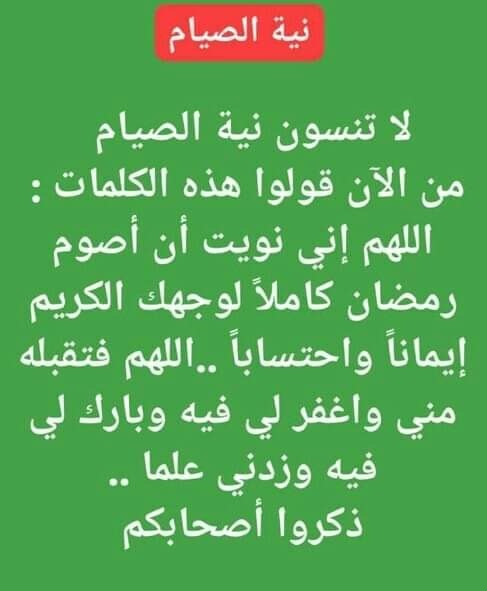 نية الصيام
لا تنسون نية الصيام
من الآن قولوا هذه الكلمات :
اللهم إني نويت أن أصوم
رمضان كاملاً لوجهك الكريم
إيماناً واحتساباً ..اللهم فتقبله
مني واغفر لي فيه وبارك لي
فيه وزدني علما ..
ذكروا أصحابكم